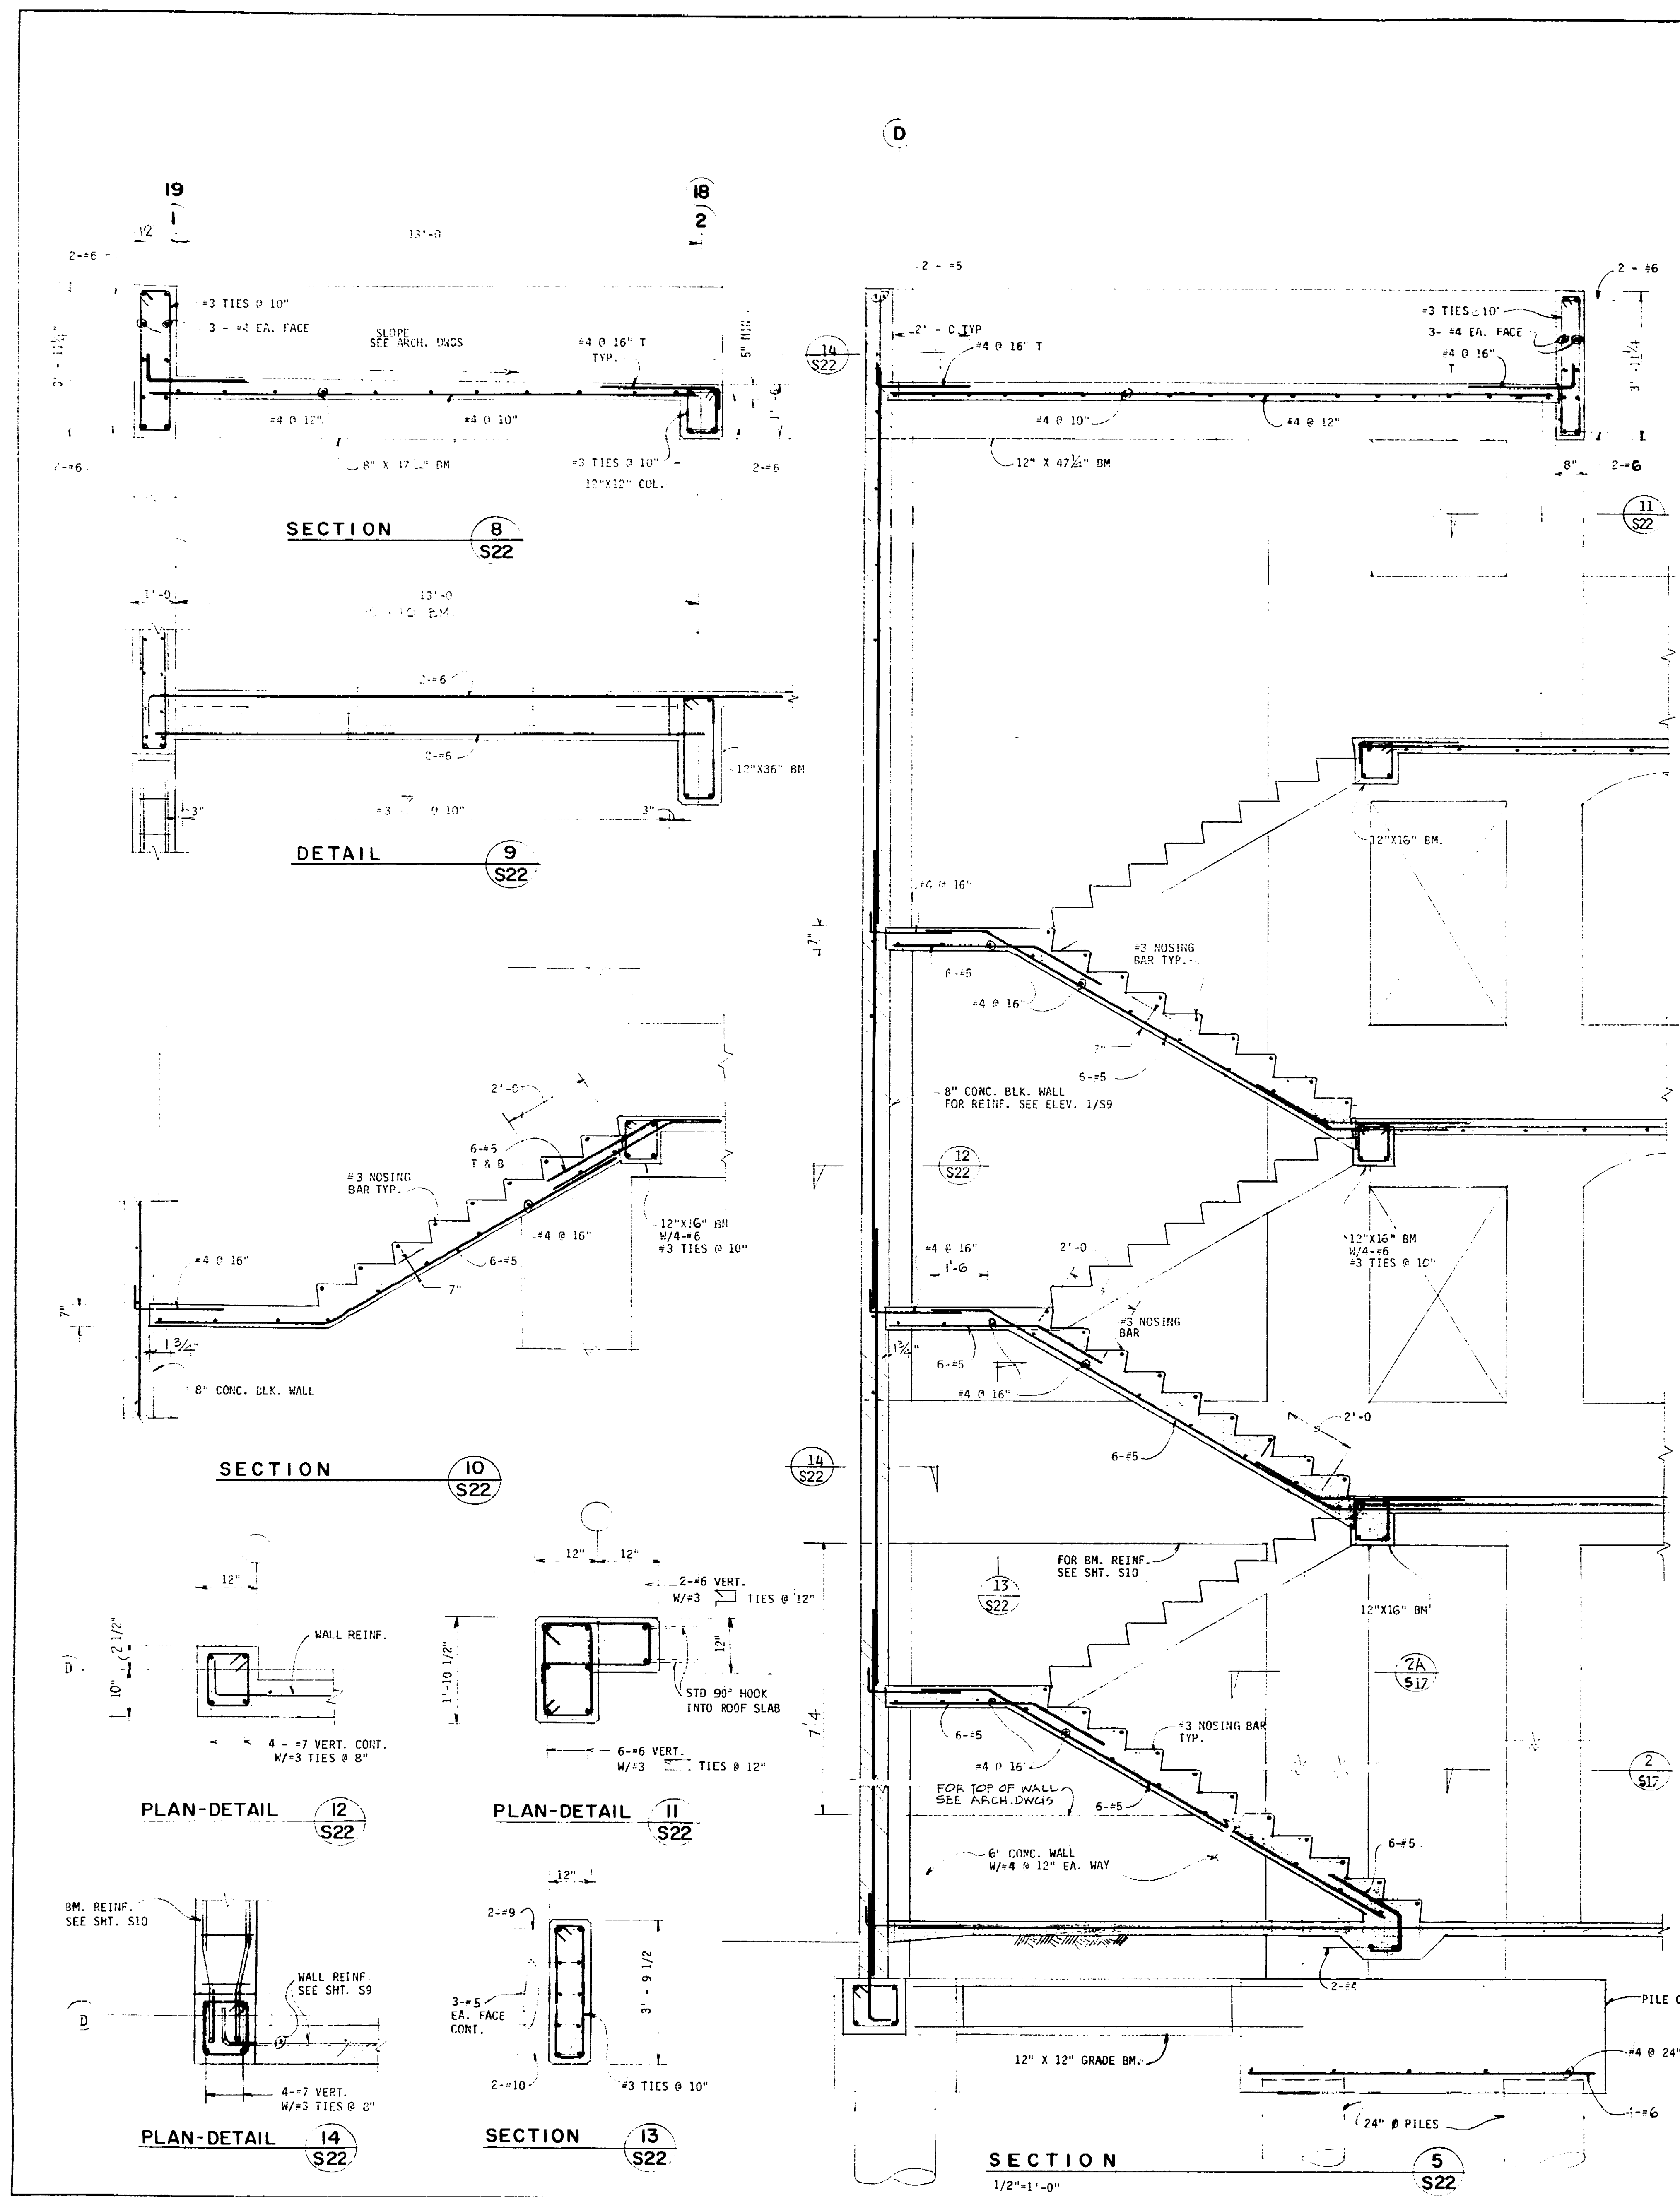 D
19
1
18
2
12
13'-0
2-#6
#3 TIES @ 10"
3 - #4 EA. FACE
SLOPE
SEE ARCH. DWGS
#4 @ 16" T
TYP.
#4 @ 12"
#4 @ 10"
2-#6
8" X 47 BM
#3 TIES @ 10"
12"X12" COL.
5" MIN.
1'-6
2-#6
SECTION
8
S22
2 - #5
2' - 0 TYP
14
S22
#4 @ 16" T
#4 @ 10"
#4 @ 12"
12" X 47¼" BM
2 - #6
#3 TIES @ 10"
3- #4 EA. FACE
#4 @ 16"
T
3' -11¼
8"
2-#6
11
S22
1'-0
13'-0
2-#6
2-#6
12"X36" BM
3"
#3 @ 10"
3"
DETAIL
9
S22
12"X16" BM.
#4 @ 16"
7"
#3 NOSING
BAR TYP.
6-#5
#4 @ 16"
7"
6-#5
8" CONC. BLK. WALL
FOR REINF. SEE ELEV. 1/S9
12
S22
2'-0
6-#5
T & B
#3 NOSING
BAR TYP.
#4 @ 16"
12"X16" BM
W/4-#6
#3 TIES @ 10"
#4 @ 16"
6-#5
7"
7"
1 ¾"
8" CONC. BLK. WALL
SECTION
10
S22
#4 @ 16"
1'-6
2'-0
12"X16" BM
W/4-#6
#3 TIES @ 10"
#3 NOSING
BAR
1¾"
6-#5
#4 @ 16"
2'-0
6-#5
14
S22
FOR BM. REINF.
SEE SHT. S10
13
S22
12"X16" BM
2A
S17
7'4
6-#5
#3 NOSING BAR
TYP.
#4 @ 16"
FOR TOP OF WALL
SEE ARCH.DWGS
6-#5
2
S17
6" CONC. WALL
W/#4 @ 12" EA. WAY
6-#5
2-#4
PILE
12" X 12" GRADE BM.
#4 @ 24"
4-#6
24" Ø PILES
SECTION
5
S22
1/2"=1'-0"
12"
2 1/2"
10"
D
WALL REINF.
4 - #7 VERT. CONT.
W/#3 TIES @ 8"
PLAN-DETAIL
12
S22
12"
12"
2-#6 VERT.
W/#3 TIES @ 12"
1'-10 1/2"
12"
STD 90° HOOK
INTO ROOF SLAB
6-#6 VERT.
W/#3 TIES @ 12"
PLAN-DETAIL
11
S22
BM. REINF.
SEE SHT. S10
WALL REINF.
SEE SHT. S9
D
4-#7 VERT.
W/#3 TIES @ 8"
PLAN-DETAIL
14
S22
12"
2-#9
3' - 9 1/2
3-#5
EA. FACE
CONT.
2-#10
#3 TIES @ 10"
SECTION
13
S22